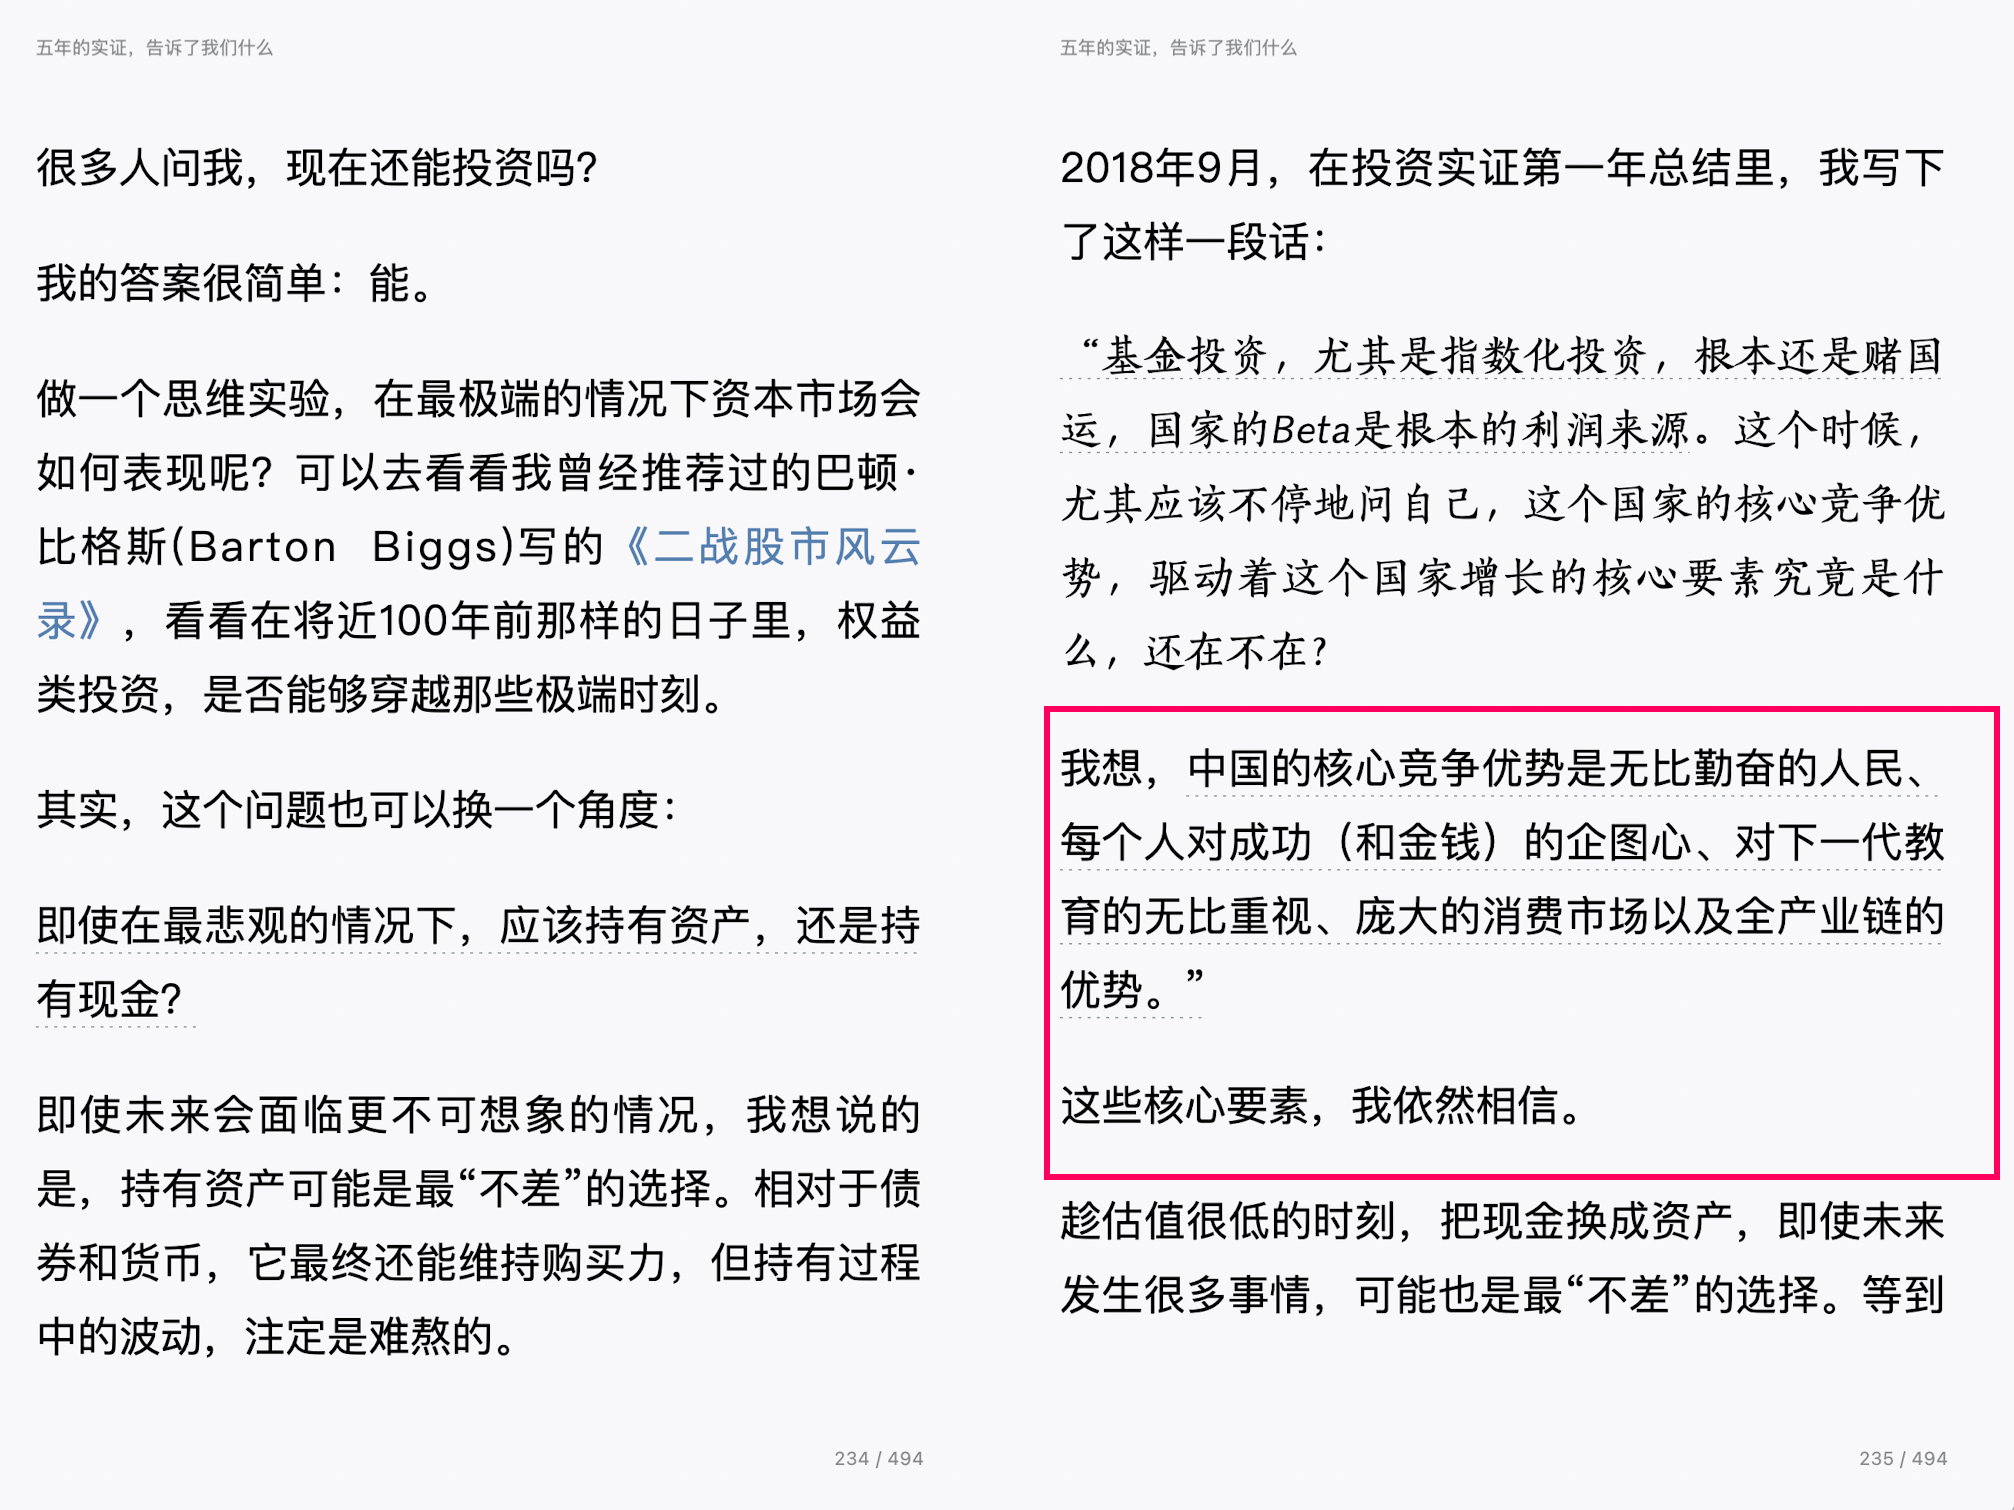 五年的实证，告诉了我们什么
很多人问我，现在还能投资吗？
我的答案很简单：能。
做一个思维实验，在最极端的情况下资本市场会
如何表现呢？可以去看看我曾经推荐过的巴顿·
比格斯(Barton Biggs)写的《二战股市风云
录》，看看在将近100年前那样的日子里，权益
类投资，是否能够穿越那些极端时刻。
其实，这个问题也可以换一个角度：
即使在最悲观的情况下，应该持有资产，还是持
有现金？
即使未来会面临更不可想象的情况，我想说的
是，持有资产可能是最“不差”的选择。相对于债
券和货币，它最终还能维持购买力，但持有过程
中的波动，注定是难熬的。
234 / 494
五年的实证，告诉了我们什么
2018年9月，在投资实证第一年总结里，我写下
了这样一段话：
“基金投资，尤其是指数化投资，根本还是赌国
运，国家的Beta是根本的利润来源。这个时候，
尤其应该不停地问自己，这个国家的核心竞争优
势，驱动着这个国家增长的核心要素究竟是什
么，还在不在？
我想，中国的核心竞争优势是无比勤奋的人民、
每个人对成功（和金钱）的企图心、对下一代教
育的无比重视、庞大的消费市场以及全产业链的
优势。”
这些核心要素，我依然相信。
趁估值很低的时刻，把现金换成资产，即使未来
发生很多事情，可能也是最“不差”的选择。等到
235 / 494